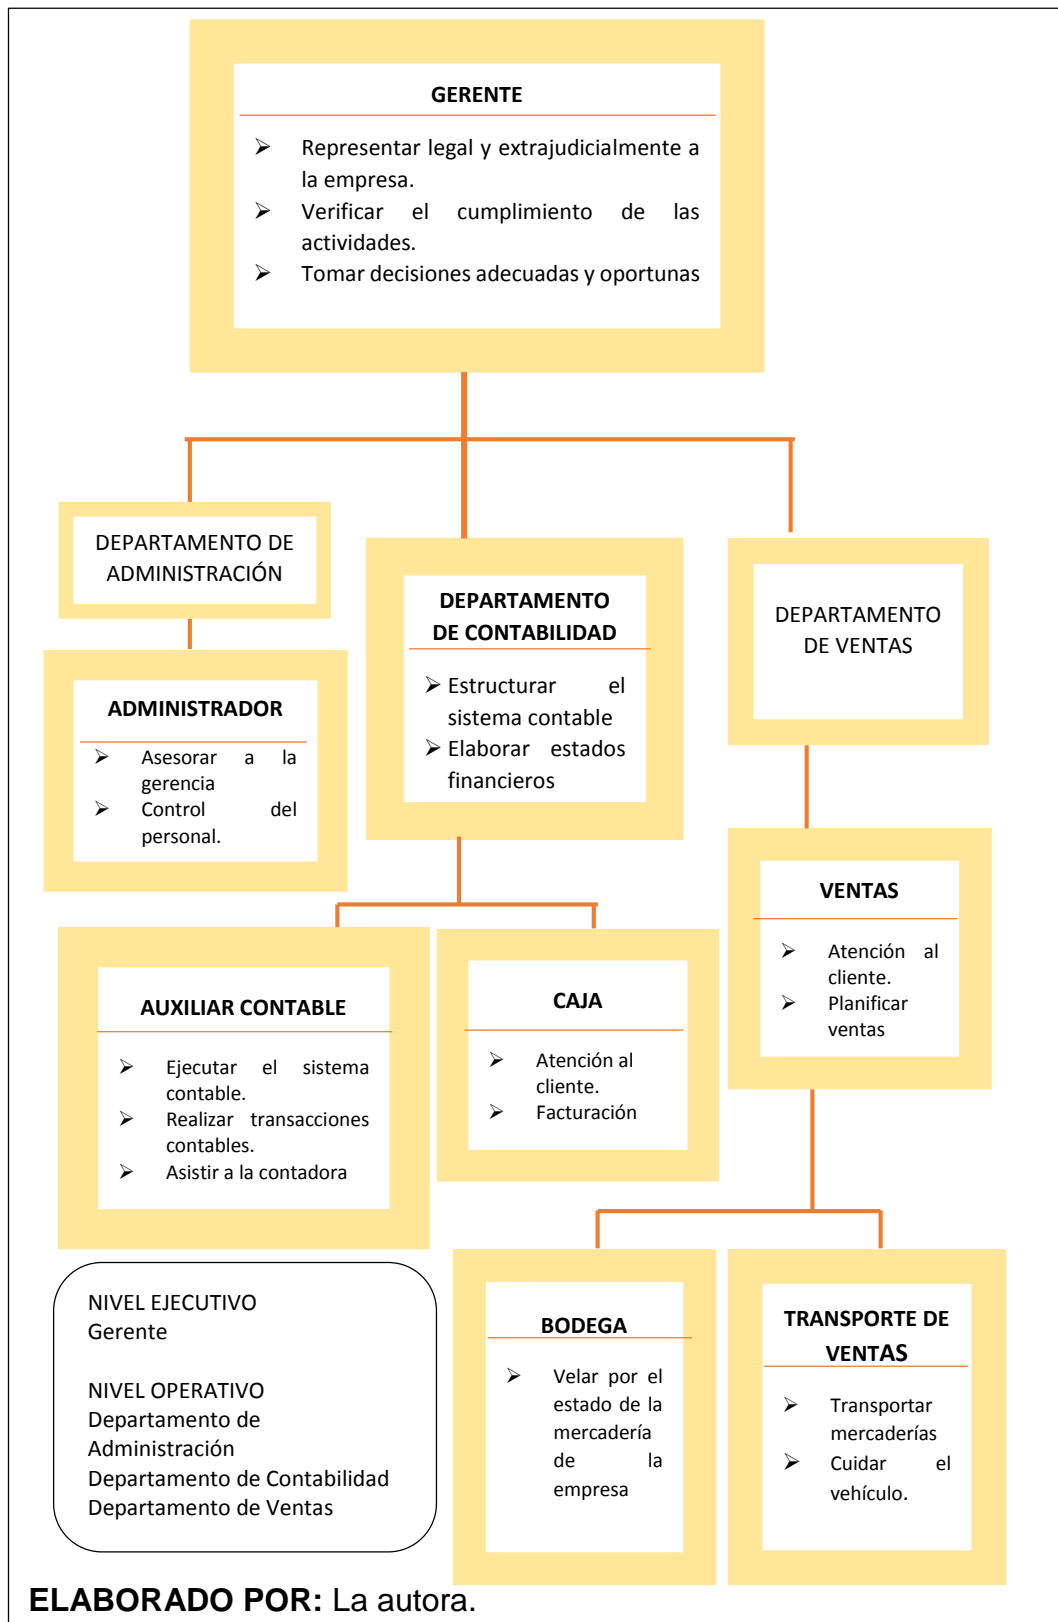 GERENTE
➢ Representar legal y extrajudicialmente a
la empresa.
➢ Verificar el cumplimiento de las
actividades.
➢ Tomar decisiones adecuadas y oportunas
DEPARTAMENTO DE
ADMINISTRACIÓN
DEPARTAMENTO
DE CONTABILIDAD
➢ Estructurar el
sistema contable
➢ Elaborar estados
financieros
DEPARTAMENTO
DE VENTAS
ADMINISTRADOR
➢ Asesorar a la
gerencia
➢ Control del
personal.
VENTAS
➢ Atención al
cliente.
➢ Planificar
ventas
AUXILIAR CONTABLE
➢ Ejecutar el sistema
contable.
➢ Realizar transacciones
contables.
➢ Asistir a la contadora
CAJA
➢ Atención al
cliente.
➢ Facturación
NIVEL EJECUTIVO
Gerente
NIVEL OPERATIVO
Departamento de
Administración
Departamento de Contabilidad
Departamento de Ventas
BODEGA
➢ Velar por el
estado de la
mercadería
de la
empresa
TRANSPORTE DE
VENTAS
➢ Transportar
mercaderías
➢ Cuidar el
vehículo.
ELABORADO POR: La autora.